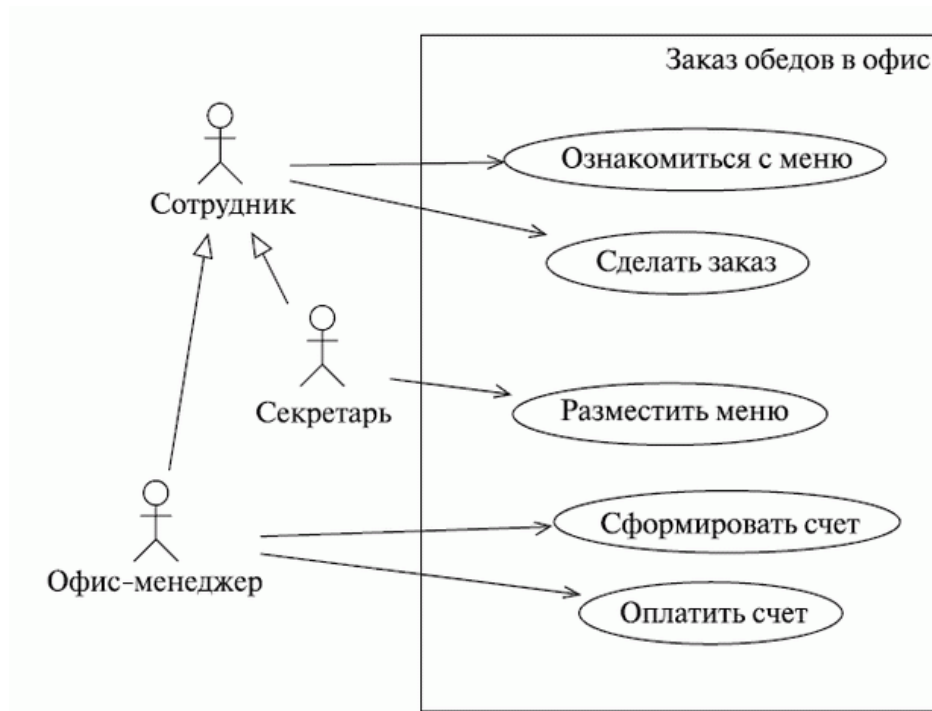 Заказ обедов в офис
Ознакомиться с меню
Сотрудник
Сделать заказ
Разместить меню
Секретарь
Сформировать счет
Офис-менеджер
Оплатить счет